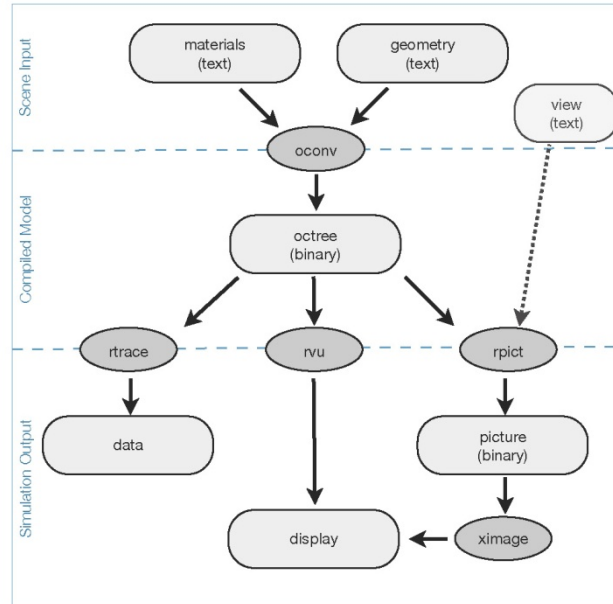 Scene Input
materials
(text)
geometry
(text)
view
(text)
oconv
Compiled Model
octree
(binary)
rtrace
rvu
rpict
Simulation Output
data
picture
(binary)
display
ximage